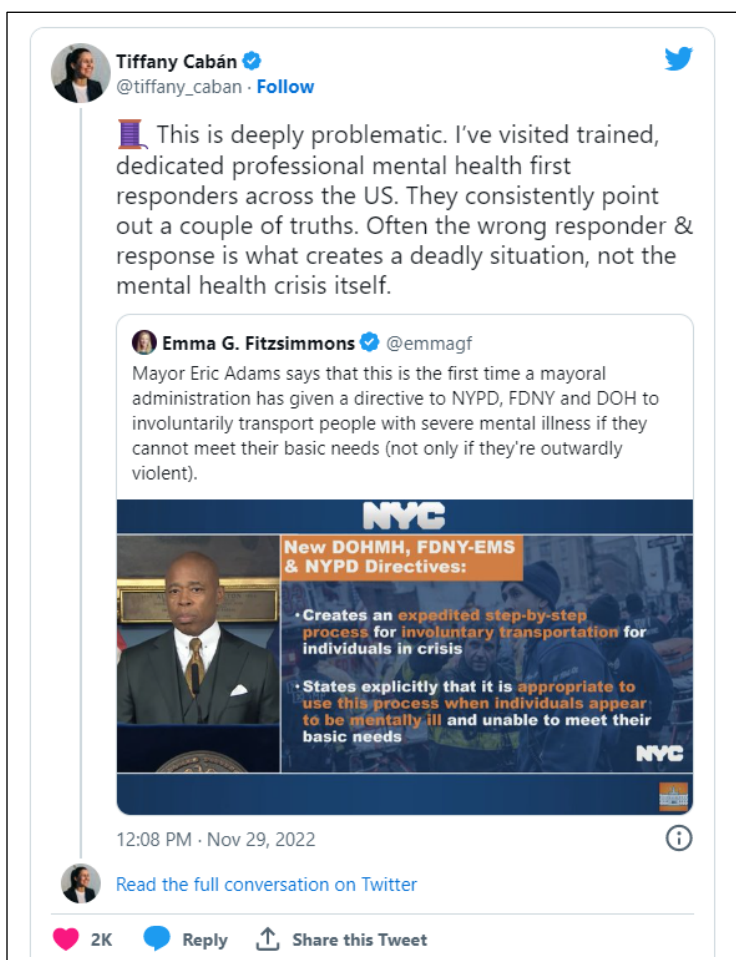 Tiffany Cabán
@tiffany_caban · Follow
🧵 This is deeply problematic. I’ve visited trained,
dedicated professional mental health first
responders across the US. They consistently point
out a couple of truths. Often the wrong responder &
response is what creates a deadly situation, not the
mental health crisis itself.
Emma G. Fitzsimmons @emmagf
Mayor Eric Adams says that this is the first time a mayoral
administration has given a directive to NYPD, FDNY and DOH to
involuntarily transport people with severe mental illness if they
cannot meet their basic needs (not only if they're outwardly
violent).
NYC
New DOHMH, FDNY-EMS
& NYPD Directives:
•Creates an expedited step-by-step
process for involuntary transportation for
individuals in crisis
•States explicitly that it is appropriate to
use this process when individuals appear
to be mentally ill and unable to meet their
basic needs
NYC
12:08 PM · Nov 29, 2022
Read the full conversation on Twitter
2K Reply Share this Tweet